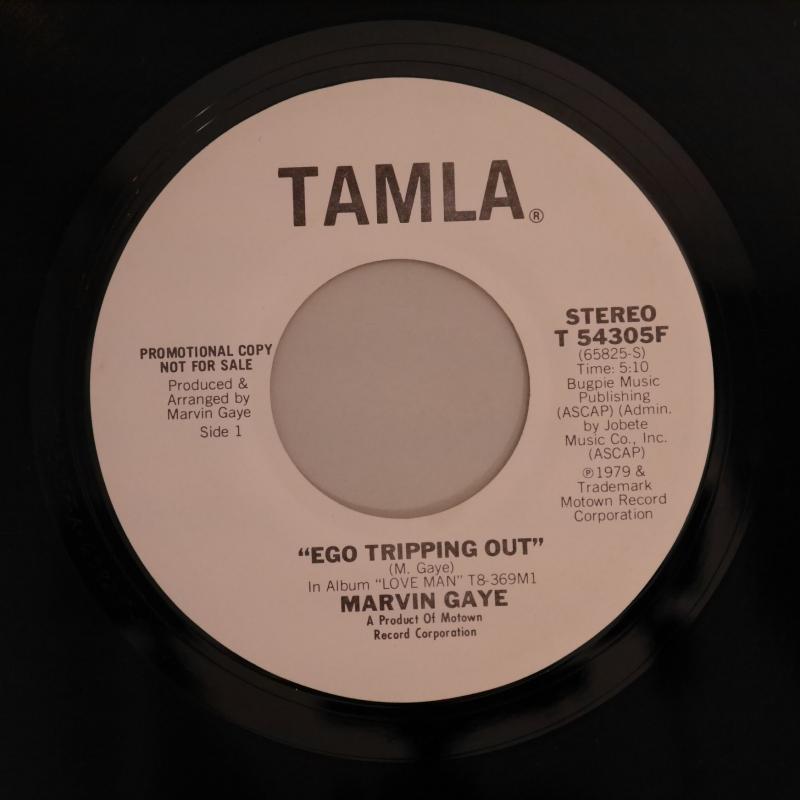 TAMLA®
PROMOTIONAL COPY
NOT FOR SALE
Produced &
Arranged by
Marvin Gaye
Side 1
STEREO
T 54305F
(65825-S)
Time: 5:10
Bugpie Music
Publishing
(ASCAP) (Admin.
by Jobete
Music Co., Inc.
(ASCAP)
℗ 1979 &
Trademark
Motown Record
Corporation
“EGO TRIPPING OUT”
(M. Gaye)
In Album “LOVE MAN” T8-369M1
MARVIN GAYE
A Product Of Motown
Record Corporation